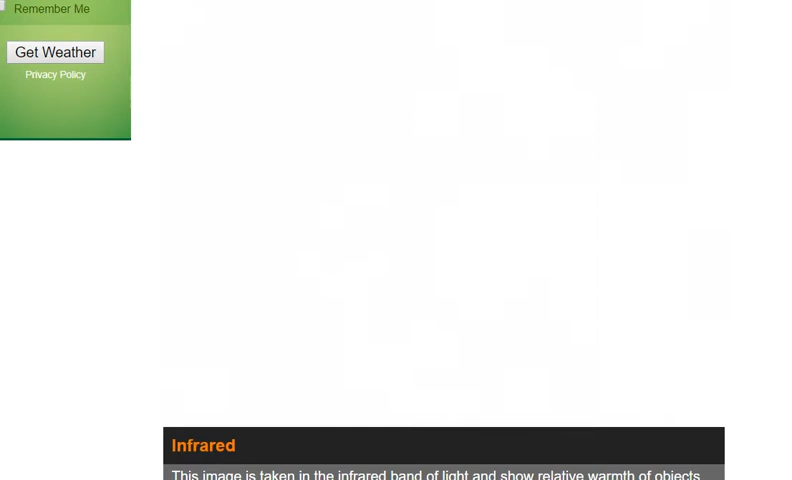 Remember Me
Get Weather
Privacy Policy
Infrared
This image is taken in the infrared band of light and show relative warmth of objects.